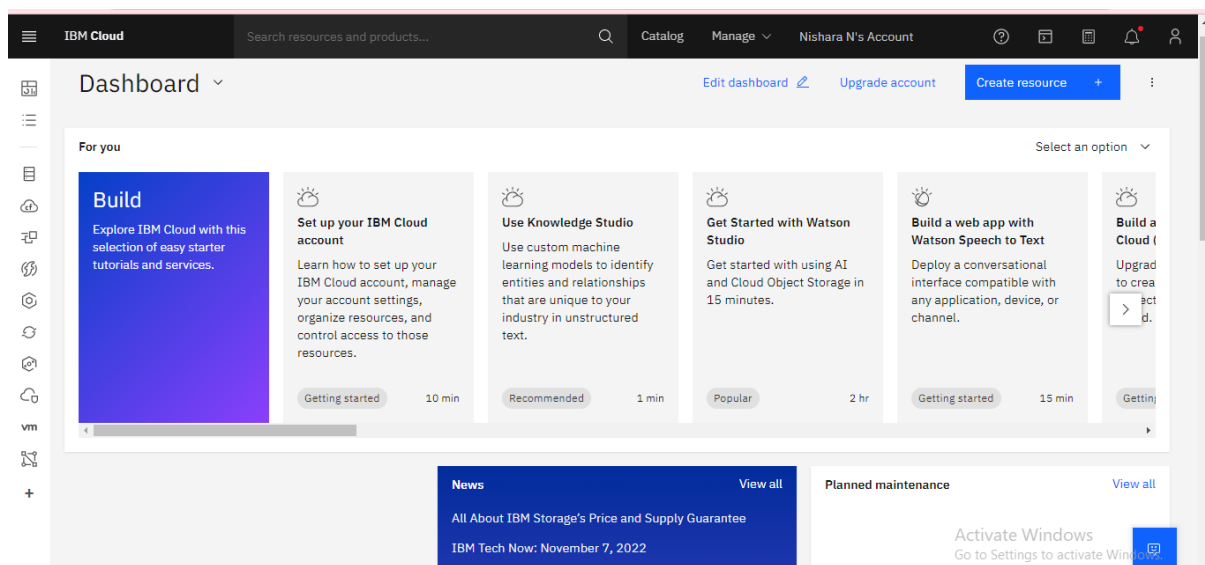 IBM Cloud
Search resources and products...
Catalog
Manage
Nishara N's Account
Dashboard
Edit dashboard
Upgrade account
Create resource +
For you
Select an option
Build
Explore IBM Cloud with this
selection of easy starter
tutorials and services.
Set up your IBM Cloud
account
Learn how to set up your
IBM Cloud account, manage
your account settings,
organize resources, and
control access to those
resources.
Getting started
10 min
Use Knowledge Studio
Use custom machine
learning models to identify
entities and relationships
that are unique to your
industry in unstructured
text.
Recommended
1 min
Get Started with Watson
Studio
Get started with using AI
and Cloud Object Storage in
15 minutes.
Popular
2 hr
Build a web app with
Watson Speech to Text
Deploy a conversational
interface compatible with
any application, device, or
channel.
Getting started
15 min
Build a
Cloud (
Upgrad
to crea
ect
d.
Getting
cf
vm
+
News
View all
All About IBM Storage's Price and Supply Guarantee
IBM Tech Now: November 7, 2022
Planned maintenance
View all
Activate Windows
Go to Settings to activate Windows.